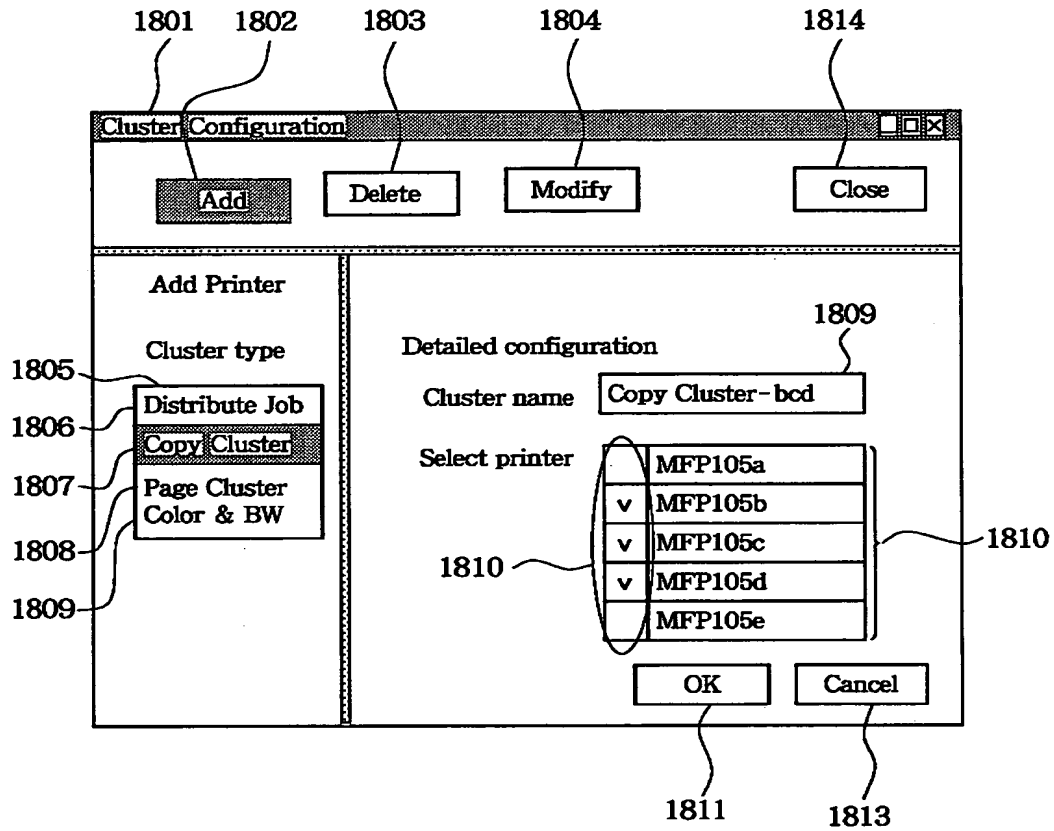 1801 1802 1803 1804 1814
Cluster Configuration
Add Delete Modify Close
Add Printer
1809
Cluster type
Detailed configuration
1805
Cluster name Copy Cluster-bcd
1806 Distribute Job
1807 Copy Cluster
Select printer
MFP105a
1808 Page Cluster
v MFP105b
1809 Color & BW
v MFP105c
1810 1810
v MFP105d
MFP105e
OK Cancel
1811 1813